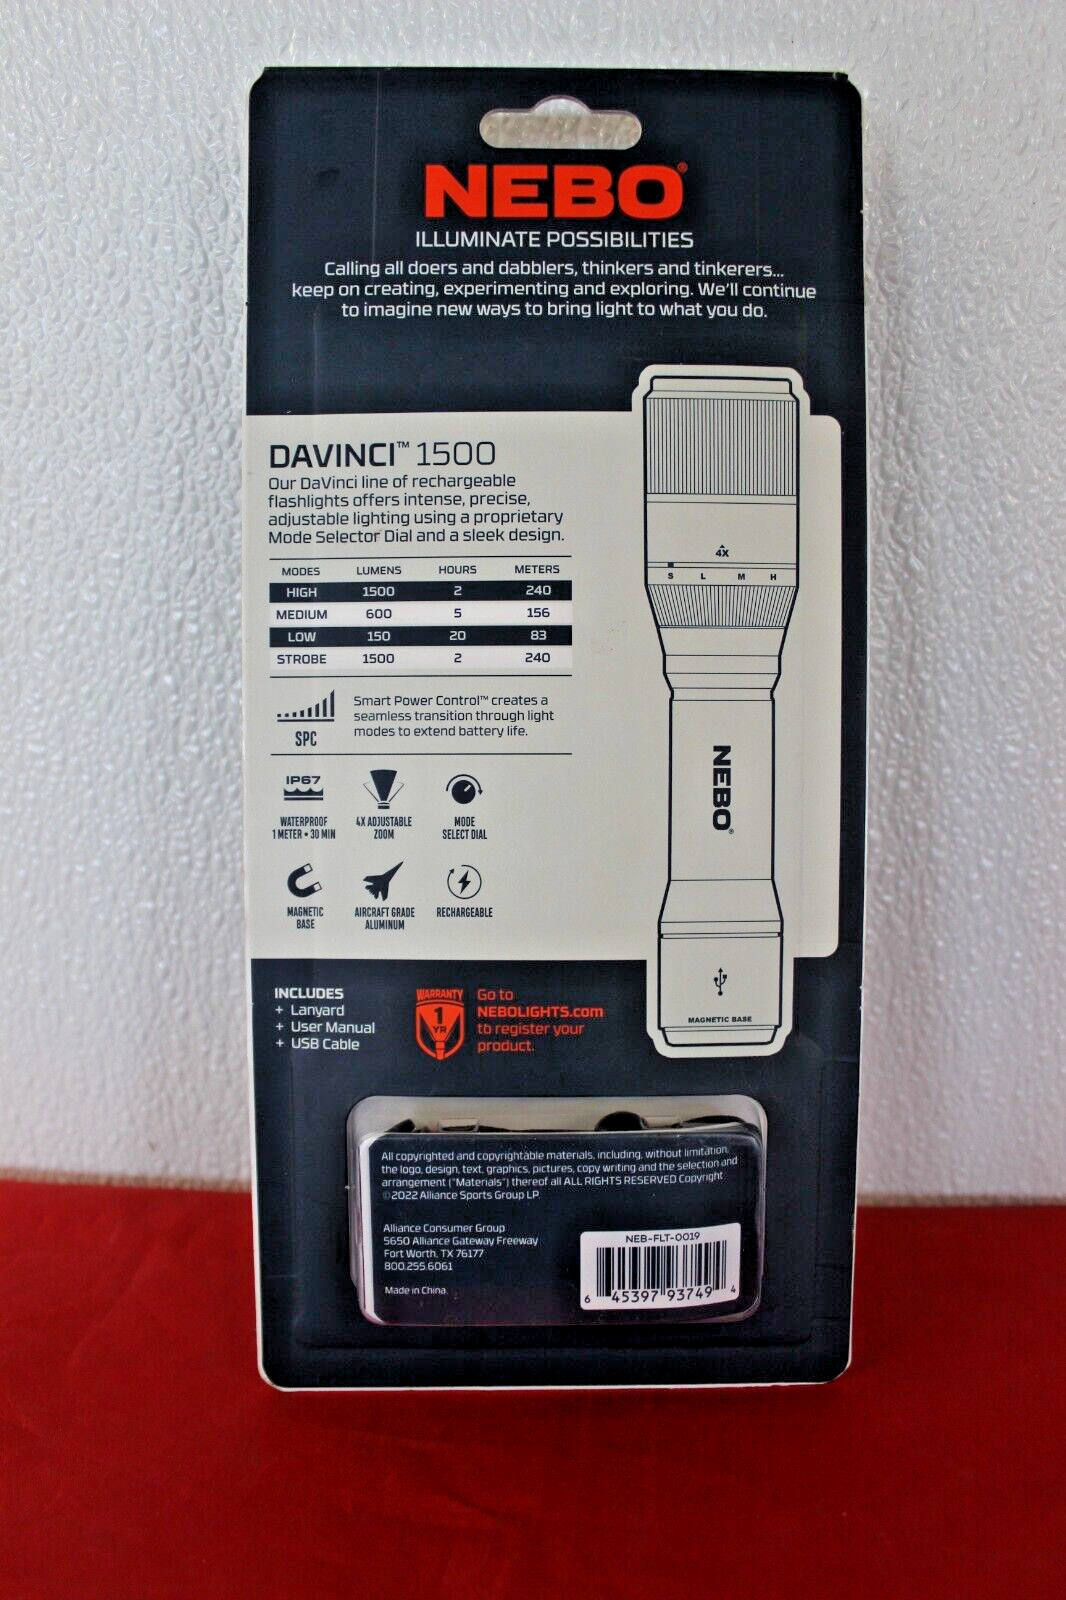 NEBO®
ILLUMINATE POSSIBILITIES
Calling all doers and dabblers, thinkers and tinkerers...
keep on creating, experimenting and exploring. We'll continue
to imagine new ways to bring light to what you do.
DAVINCI™ 1500
Our DaVinci line of rechargeable
flashlights offers intense, precise,
adjustable lighting using a proprietary
Mode Selector Dial and a sleek design.
MODES LUMENS HOURS METERS
HIGH 1500 2 240
MEDIUM 600 5 156
LOW 150 20 83
STROBE 1500 2 240
SPC
Smart Power Control™ creates a
seamless transition through light
modes to extend battery life.
IP67
WATERPROOF
1 METER • 30 MIN
4X ADJUSTABLE
ZOOM
MODE
SELECT DIAL
MAGNETIC
BASE
AIRCRAFT GRADE
ALUMINUM
RECHARGEABLE
4X
S L M H
NEBO®
MAGNETIC BASE
INCLUDES
+ Lanyard
+ User Manual
+ USB Cable
WARRANTY
1
YR
Go to
NEBOLIGHTS.com
to register your
product.
All copyrighted and copyrightable materials, including, without limitation,
the logo, design, text, graphics, pictures, copy writing and the selection and
arrangement ("Materials") thereof all ALL RIGHTS RESERVED Copyright
©2022 Alliance Sports Group LP.
Alliance Consumer Group
5650 Alliance Gateway Freeway
Fort Worth, TX 76177
800.255.6061
Made in China.
NEB-FLT-0019
6 45397 93749 4